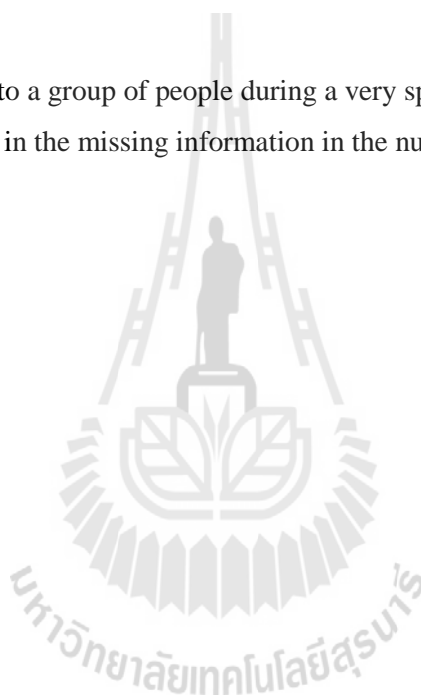 to a group of people during a very sp
in the missing information in the nu
มหาวิทยาลัยเทคโนโลยีสุรนารี